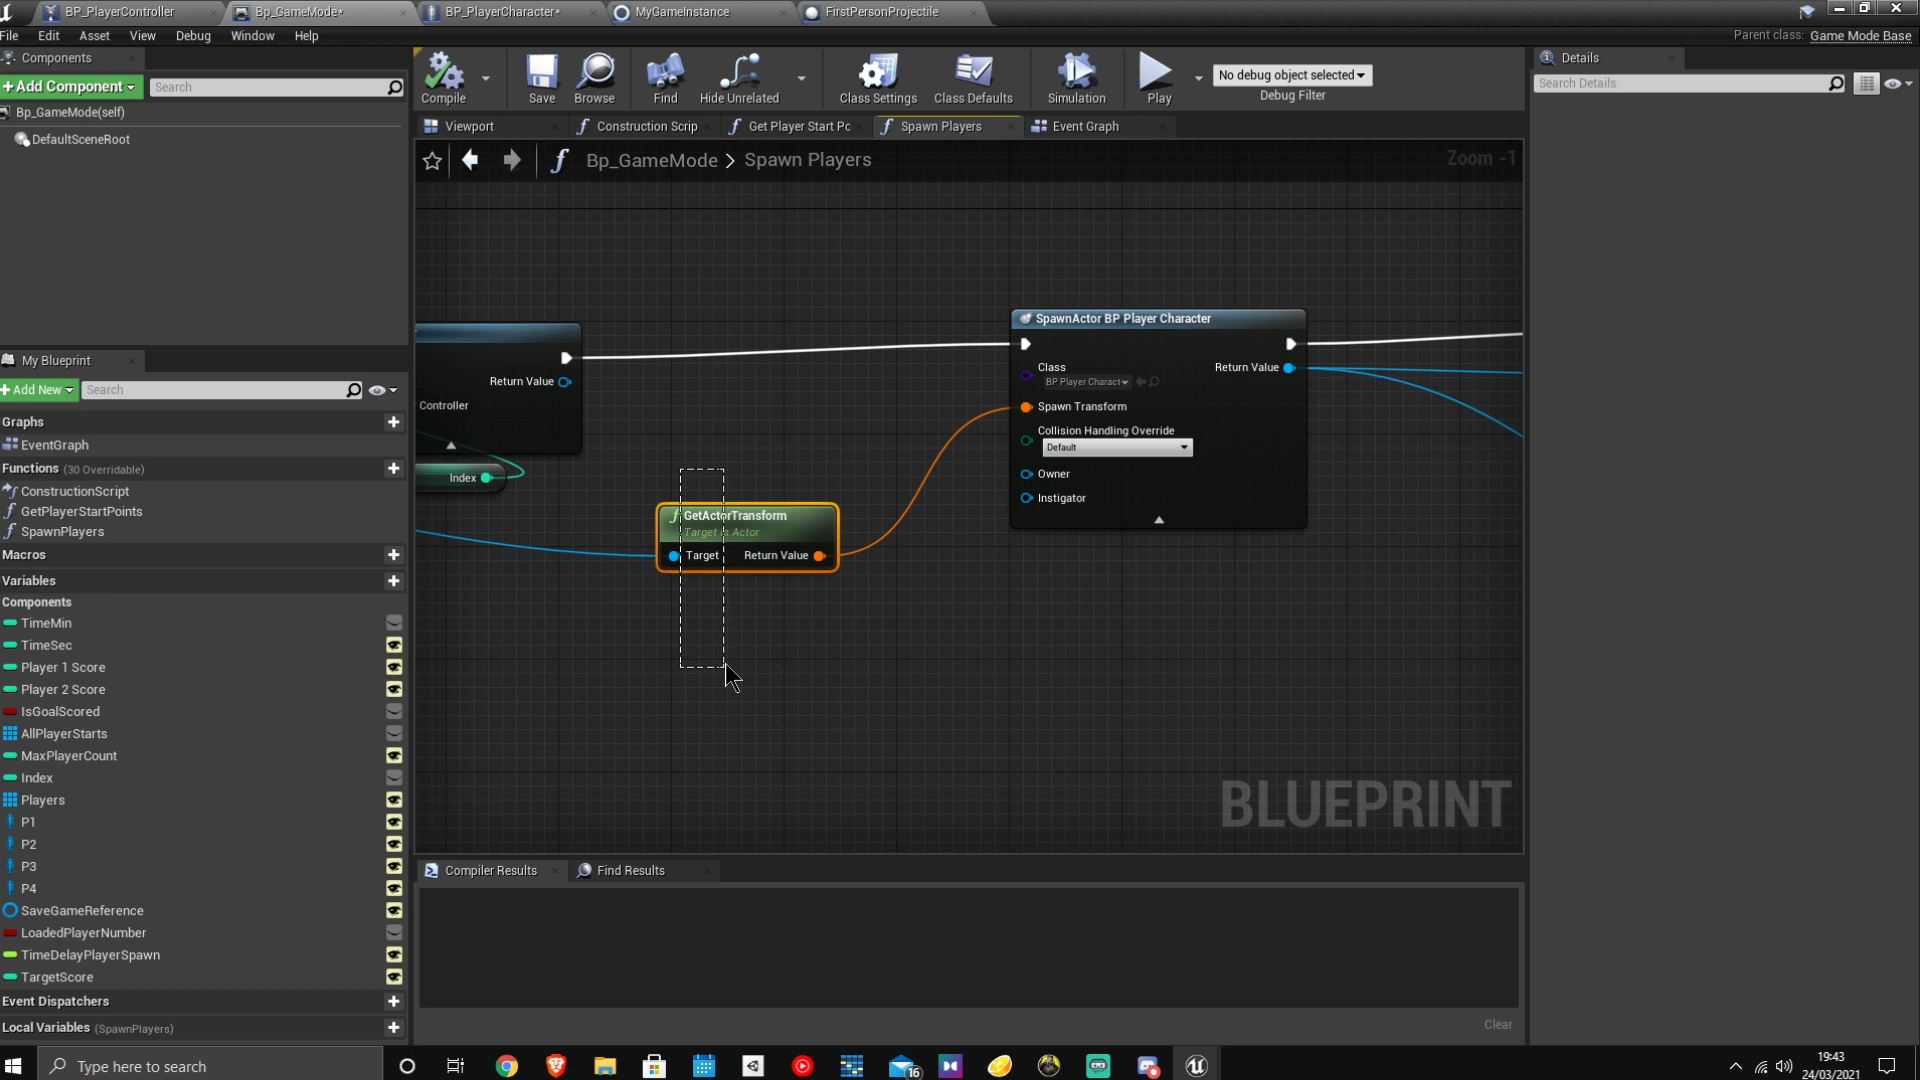 BP_PlayerController
Bp_GameMode*
BP_PlayerCharacter*
MyGameInstance
FirstPersonProjectile
File Edit Asset View Debug Window Help
Parent class: Game Mode Base
Components
+Add Component
Search
Bp_GameMode(self)
DefaultSceneRoot
Compile
Save
Browse
Find
Hide Unrelated
Class Settings
Class Defaults
Simulation
Play
No debug object selected
Debug Filter
Details
Search Details
Viewport
Construction Scrip
Get Player Start Pc
Spawn Players
Event Graph
Bp_GameMode > Spawn Players
Zoom -1
My Blueprint
+Add New
Search
Graphs
EventGraph
Functions (30 Overridable)
ConstructionScript
GetPlayerStartPoints
SpawnPlayers
Macros
Variables
Components
TimeMin
TimeSec
Player 1 Score
Player 2 Score
IsGoalScored
AllPlayerStarts
MaxPlayerCount
Index
Players
P1
P2
P3
P4
SaveGameReference
LoadedPlayerNumber
TimeDelayPlayerSpawn
TargetScore
Event Dispatchers
Local Variables (SpawnPlayers)
Return Value
Controller
Index
GetActorTransform
Target is Actor
Target
Return Value
SpawnActor BP Player Character
Class
BP Player Charact
Return Value
Spawn Transform
Collision Handling Override
Default
Owner
Instigator
BLUEPRINT
Compiler Results
Find Results
Clear
Type here to search
16
19:43
24/03/2021